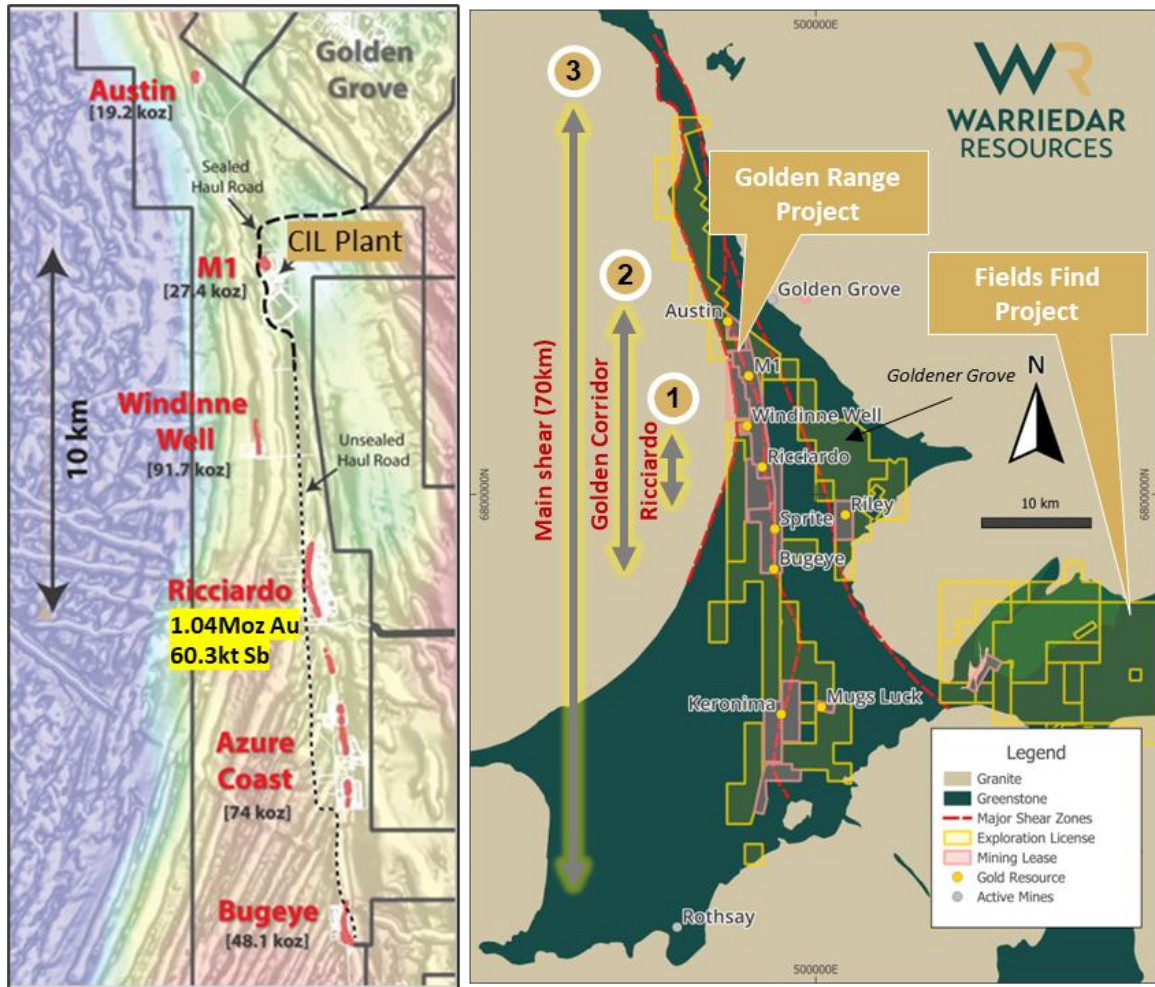 Golden
Grove
Austin
[19.2 koz]
Sealed
Haul Road
CIL Plant
M1
[27.4 koz]
10 km
Windinne
Well
[91.7 koz]
Unsealed
Haul Road
Ricciardo
1.04Moz Au
60.3kt Sb
Azure
Coast
[74 koz]
Bugeye
[48.1 koz]
500000E
WR
WARRIEDAR
RESOURCES
3
Golden Range
Project
2
Fields Find
Project
Golden Grove
Austin
N
1
M1
Goldener Grove
Windinne Well
Main shear (70km)
Golden Corridor
Ricciardo
Ricciardo
6800000N
6800000N
10 km
Riley
Sprite
Bugeye
Keronima
Mugs Luck
Legend
Granite
Greenstone
Major Shear Zones
Exploration License
Mining Lease
Gold Resource
Active Mines
Rothsay
500000E